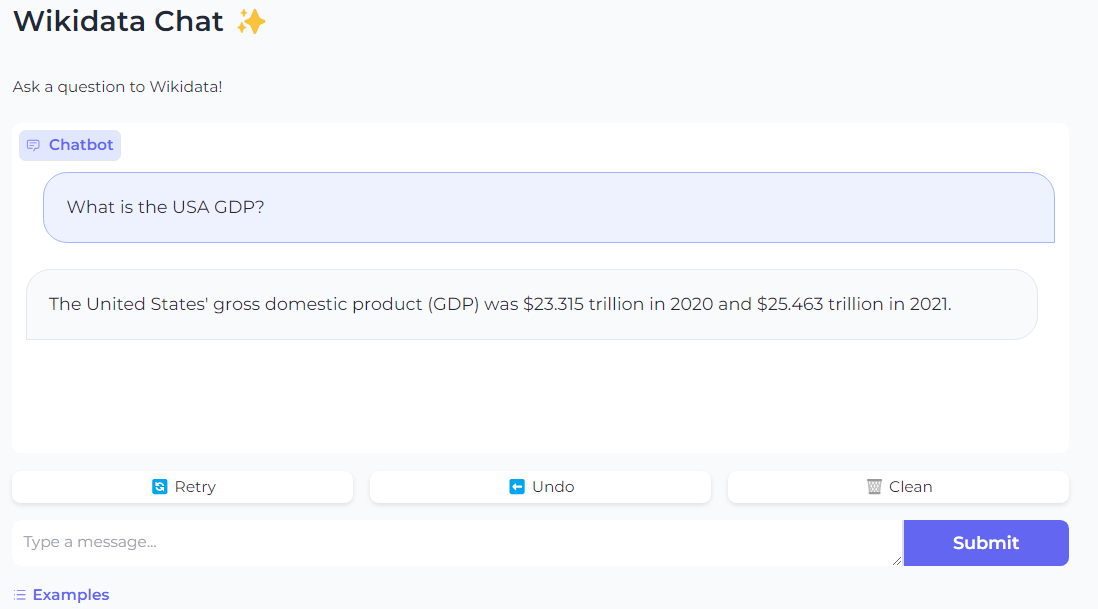 Wikidata Chat ✨
Ask a question to Wikidata!
Chatbot
What is the USA GDP?
The United States' gross domestic product (GDP) was $23.315 trillion in 2020 and $25.463 trillion in 2021.
Retry
Undo
Clean
Type a message...
Submit
Examples